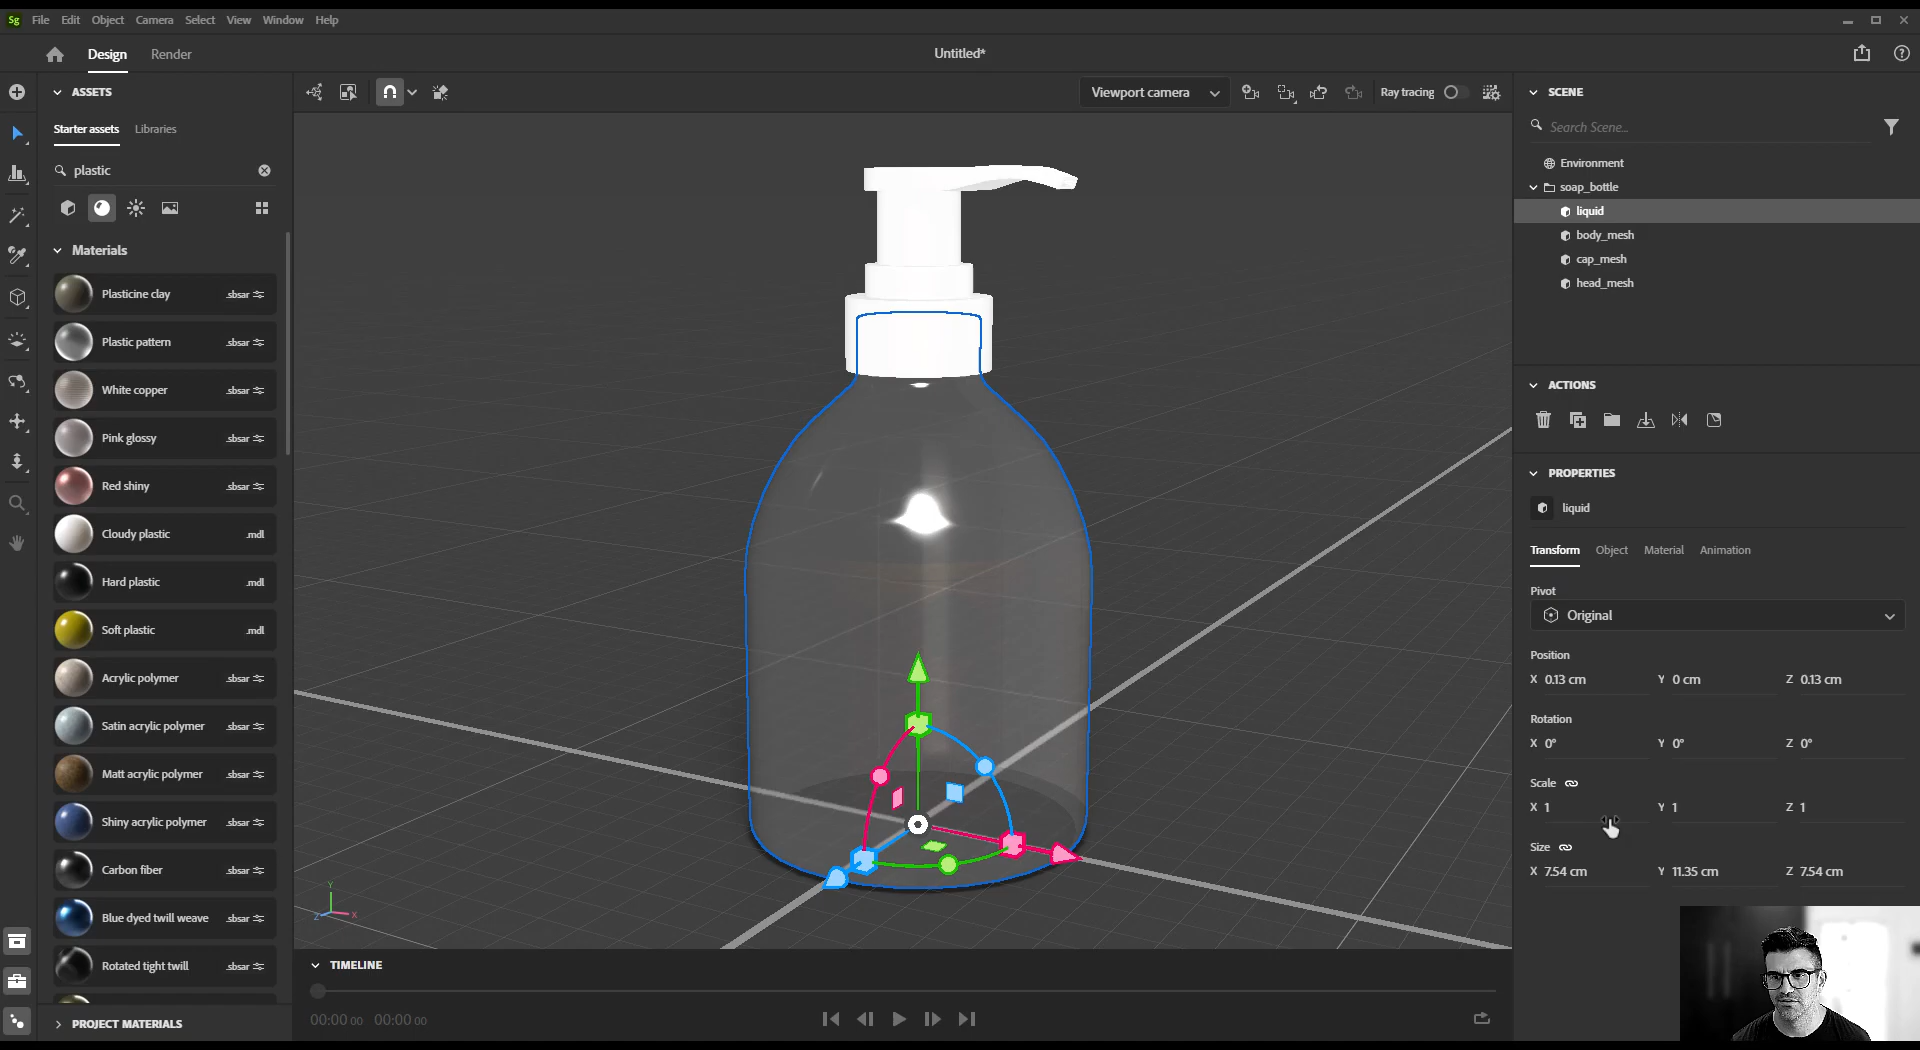 Sg File Edit Object Camera Select View Window Help
Design Render Untitled*
ASSETS
Starter assets Libraries
plastic
Materials
Plasticine clay .sbsar
Plastic pattern .sbsar
White copper .sbsar
Pink glossy .sbsar
Red shiny .sbsar
Cloudy plastic .mdl
Hard plastic .mdl
Soft plastic .mdl
Acrylic polymer .sbsar
Satin acrylic polymer .sbsar
Matt acrylic polymer .sbsar
Shiny acrylic polymer .sbsar
Carbon fiber .sbsar
Blue dyed twill weave .sbsar
Rotated tight twill .sbsar
PROJECT MATERIALS
Viewport camera Ray tracing
Y
Z X
TIMELINE
00:00 00 00:00 00
SCENE
Search Scene...
Environment
soap_bottle
liquid
body_mesh
cap_mesh
head_mesh
ACTIONS
PROPERTIES
liquid
Transform Object Material Animation
Pivot
Original
Position
X 0.13 cm Y 0 cm Z 0.13 cm
Rotation
X 0° Y 0° Z 0°
Scale
X 1 Y 1 Z 1
Size
X 7.54 cm Y 11.35 cm Z 7.54 cm